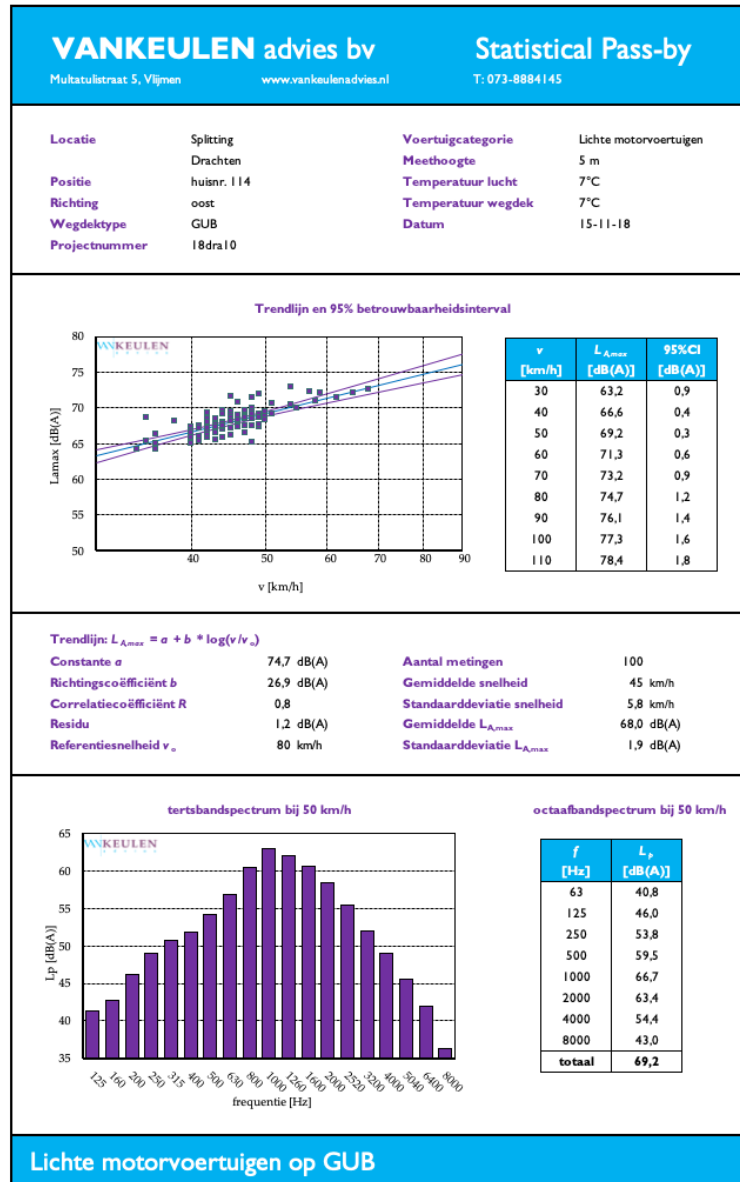 VANKEULEN advies bv
Statistical Pass-by
Multatulistraat 5, Vlijmen www.vankeulenadvies.nl T: 073-8884145
Locatie Splitting Voertuigcategorie Lichte motorvoertuigen
Drachten Meethoogte 5 m
Positie huisnr. 114 Temperatuur lucht 7°C
Richting oost Temperatuur wegdek 7°C
Wegdektype GUB Datum 15-11-18
Projectnummer 18dra10
Trendlijn en 95% betrouwbaarheidsinterval
VANKEULEN
ADVIES
80
75
70
65
60
55
50
Lamax [dB(A)]
40 50 60 70 80 90
v [km/h]
v L A,max 95%CI
[km/h] [dB(A)] [dB(A)]
30 63,2 0,9
40 66,6 0,4
50 69,2 0,3
60 71,3 0,6
70 73,2 0,9
80 74,7 1,2
90 76,1 1,4
100 77,3 1,6
110 78,4 1,8
Trendlijn: L A,max = a + b * log(v/v o)
Constante a 74,7 dB(A) Aantal metingen 100
Richtingscoëfficiënt b 26,9 dB(A) Gemiddelde snelheid 45 km/h
Correlatiecoëfficiënt R 0,8 Standaarddeviatie snelheid 5,8 km/h
Residu 1,2 dB(A) Gemiddelde LA,max 68,0 dB(A)
Referentiesnelheid v o 80 km/h Standaarddeviatie LA,max 1,9 dB(A)
tertsbandspectrum bij 50 km/h
VANKEULEN
ADVIES
65
60
55
50
45
40
35
Lp [dB(A)]
125 160 200 250 315 400 500 630 800 1000 1260 1600 2000 2520 3200 4000 5040 6400 8000
frequentie [Hz]
octaafbandspectrum bij 50 km/h
f L p
[Hz] [dB(A)]
63 40,8
125 46,0
250 53,8
500 59,5
1000 66,7
2000 63,4
4000 54,4
8000 43,0
totaal 69,2
Lichte motorvoertuigen op GUB